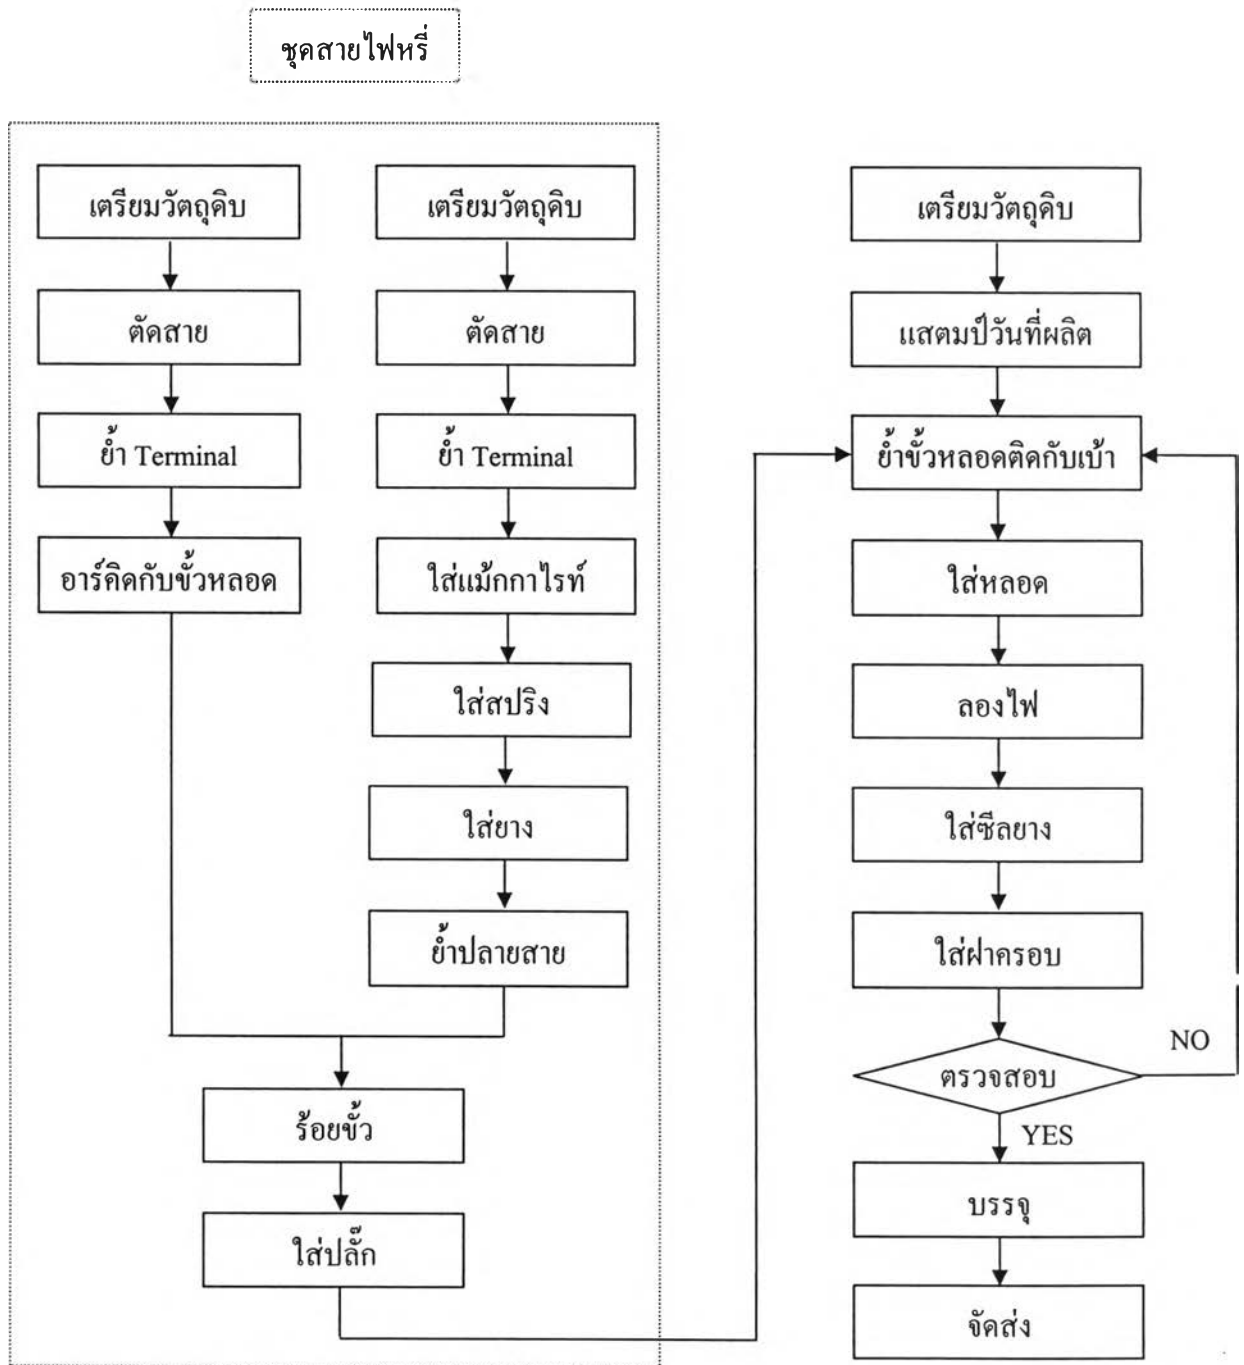 ชุดสายไฟหรี่
เตรียมวัตถุดิบ
ตัดสาย
ย้ำ Terminal
อาร์คิดกับขั้วหลอด
เตรียมวัตถุดิบ
ตัดสาย
ย้ำ Terminal
ใส่แม้กกาไรท์
ใส่สปริง
ใส่ยาง
ย้ำปลายสาย
ร้อยขั้ว
ใส่ปลั๊ก
เตรียมวัตถุดิบ
แสตมป์วันที่ผลิต
ย้ำขั้วหลอดติดกับเบ้า
ใส่หลอด
ลองไฟ
ใส่ซีลยาง
ใส่ฝาครอบ
ตรวจสอบ
NO
YES
บรรจุ
จัดส่ง